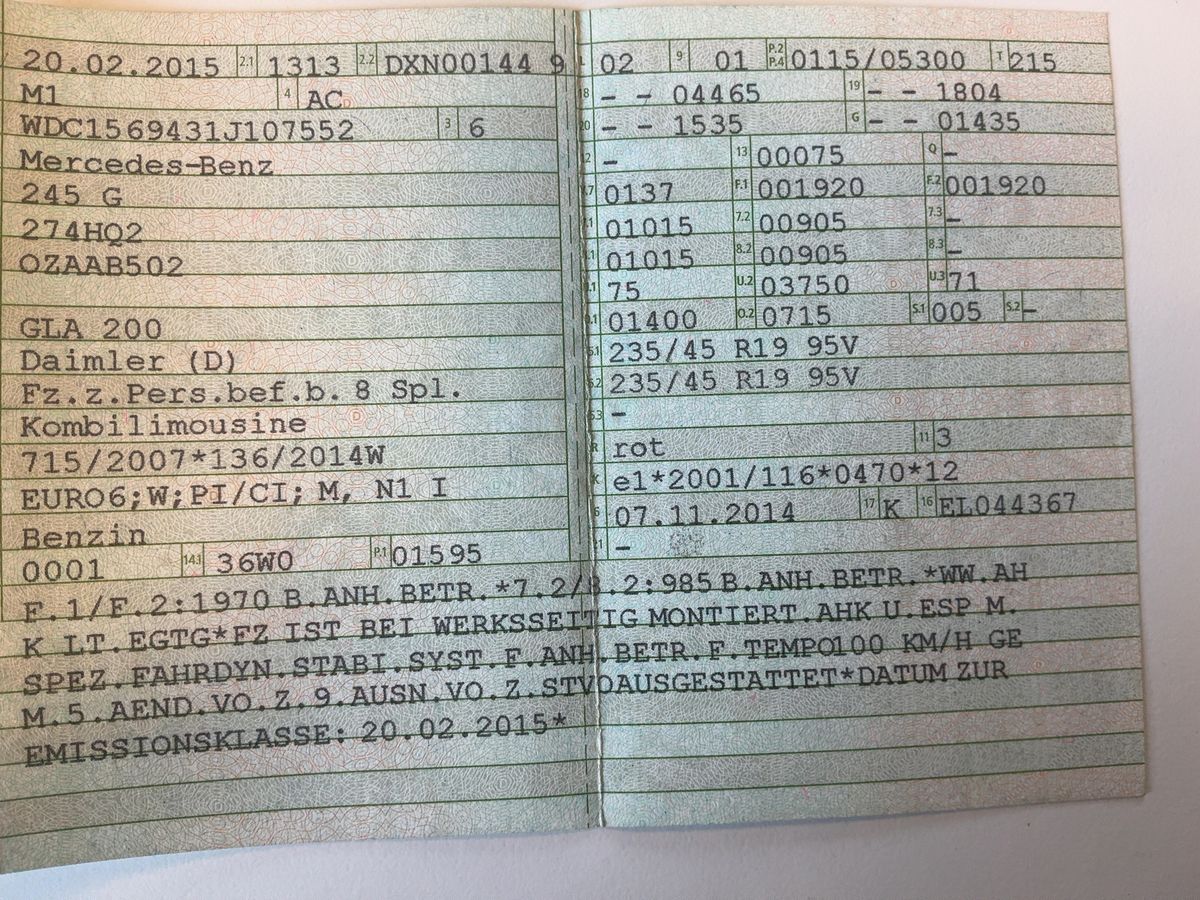 20.02.2015 2.1 1313 2.2 DXN00144 9
M1 4 AC
WDC1569431J107552 3 6
Mercedes-Benz
245 G
274HQ2
OZAAB502
GLA 200
Daimler (D)
Fz.z.Pers.bef.b. 8 Spl.
Kombilimousine
715/2007*136/2014W
EURO6;W;PI/CI; M, N1 I
Benzin
0001 14.1 36W0 P.1 01595
L 02 9 01 P.2 P.4 0115/05300 T 215
18 - - 04465 19 - - 1804
20 - - 1535 G - - 01435
- 13 00075 Q -
0137 F.1 001920 F.2 001920
01015 7.2 00905 7.3 -
01015 8.2 00905 8.3 -
75 U.2 03750 U.3 71
01400 O.2 0715 S.1 005 S.2 -
235/45 R19 95V
235/45 R19 95V
-
R rot 11 3
K e1*2001/116*0470*12
07.11.2014 17 K 16 EL044367
-
F.1/F.2:1970 B.ANH.BETR.*7.2/8.2:985 B.ANH.BETR.*WW.AH
K LT.EGTG*FZ IST BEI WERKSSEITIG MONTIERT.AHK U.ESP M.
SPEZ.FAHRDYN.STABI.SYST.F.ANH.BETR.F.TEMPO100 KM/H GE
M.5.AEND.VO.Z.9.AUSN.VO.Z.STVOAUSGESTATTET*DATUM ZUR
EMISSIONSKLASSE: 20.02.2015*